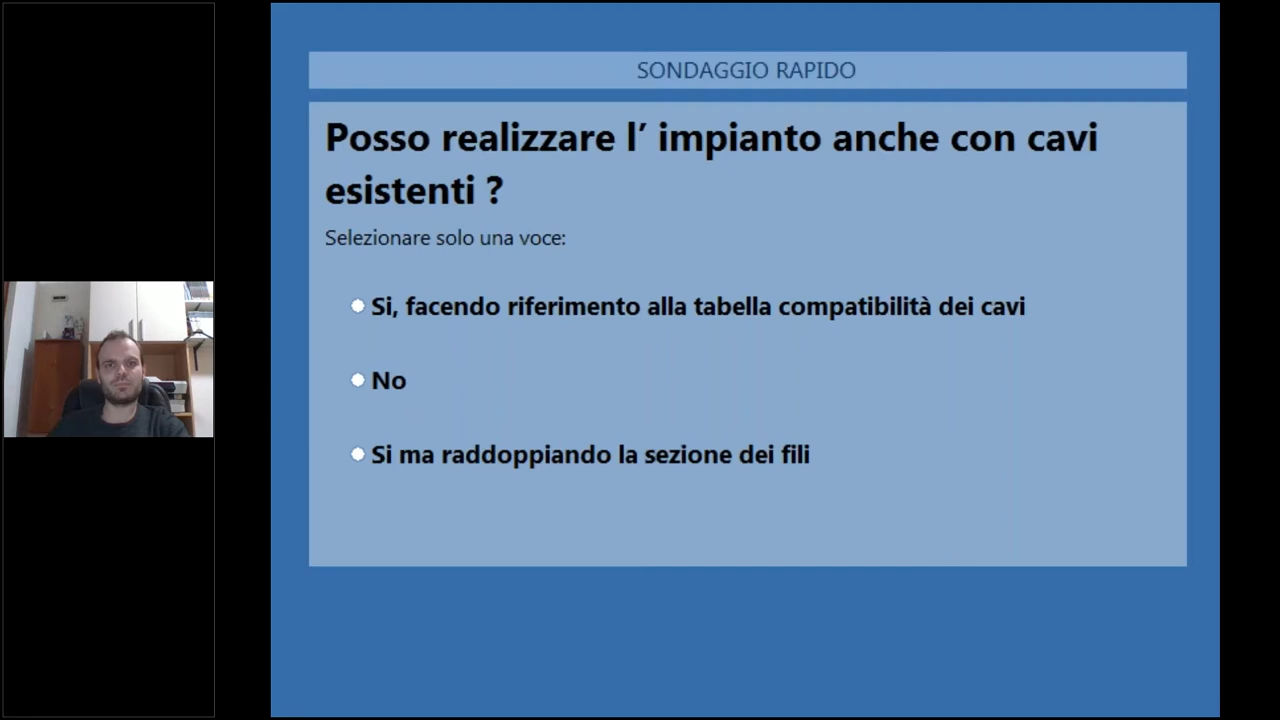 SONDAGGIO RAPIDO
Posso realizzare l’ impianto anche con cavi
esistenti ?
Selezionare solo una voce:
Si, facendo riferimento alla tabella compatibilità dei cavi
No
Si ma raddoppiando la sezione dei fili